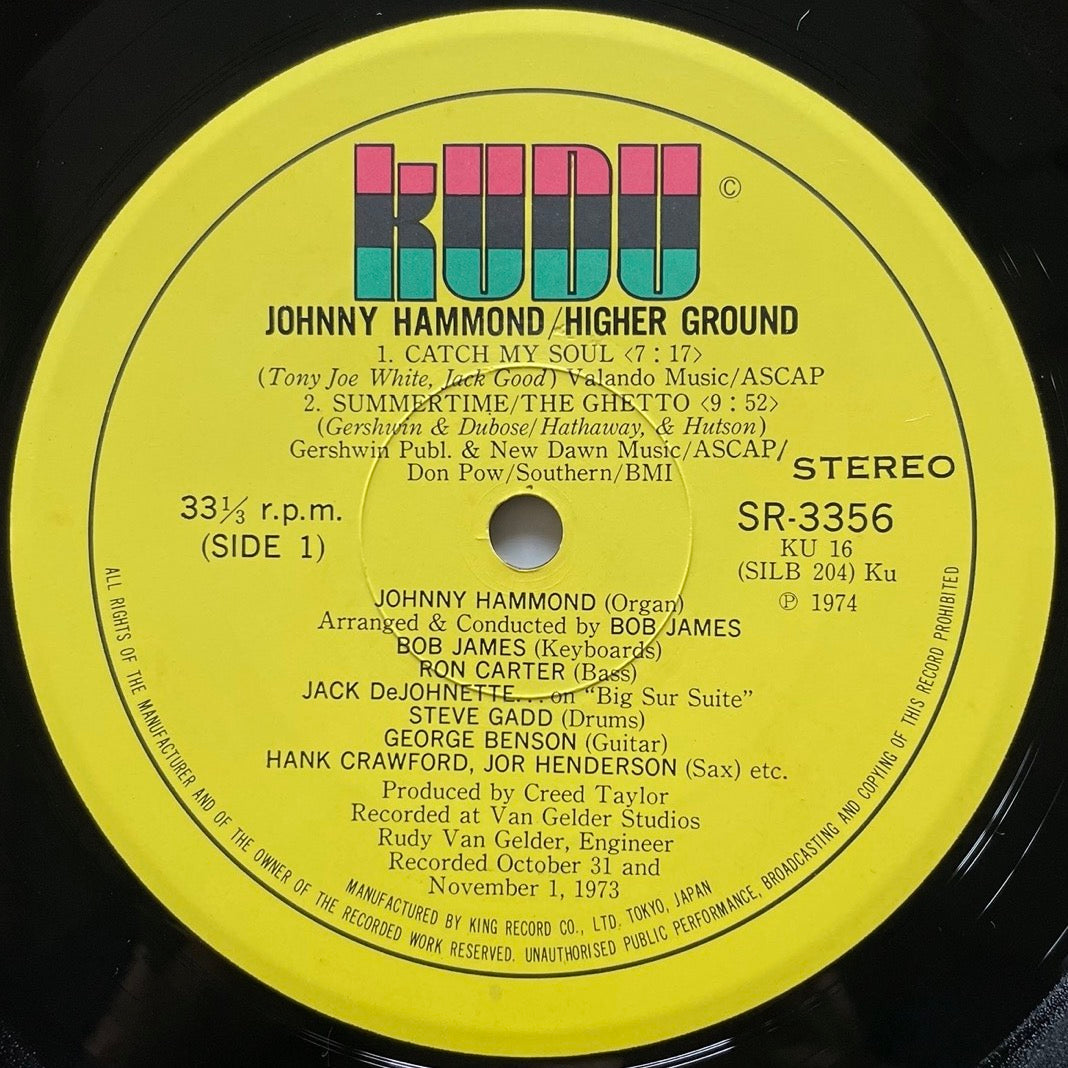 kUDU ©
JOHNNY HAMMOND/HIGHER GROUND
1. CATCH MY SOUL <7 : 17>
(Tony Joe White, Jack Good) Valando Music/ASCAP
2. SUMMERTIME/THE GHETTO <9 : 52>
(Gershwin & Dubose/Hathaway, & Hutson)
Gershwin Publ. & New Dawn Music/ASCAP/
Don Pow/Southern/BMI
STEREO
33⅓ r.p.m.
(SIDE 1)
SR-3356
KU 16
(SILB 204) Ku
℗ 1974
JOHNNY HAMMOND (Organ)
Arranged & Conducted by BOB JAMES
BOB JAMES (Keyboards)
RON CARTER (Bass)
JACK DeJOHNETTE...on “Big Sur Suite”
STEVE GADD (Drums)
GEORGE BENSON (Guitar)
HANK CRAWFORD, JOR HENDERSON (Sax) etc.
Produced by Creed Taylor
Recorded at Van Gelder Studios
Rudy Van Gelder, Engineer
Recorded October 31 and
November 1, 1973
MANUFACTURED BY KING RECORD CO., LTD, TOKYO, JAPAN
ALL RIGHTS OF THE MANUFACTURER AND OF THE OWNER OF THE RECORDED WORK RESERVED. UNAUTHORISED PUBLIC PERFORMANCE, BROADCASTING AND COPYING OF THIS RECORD PROHIBITED